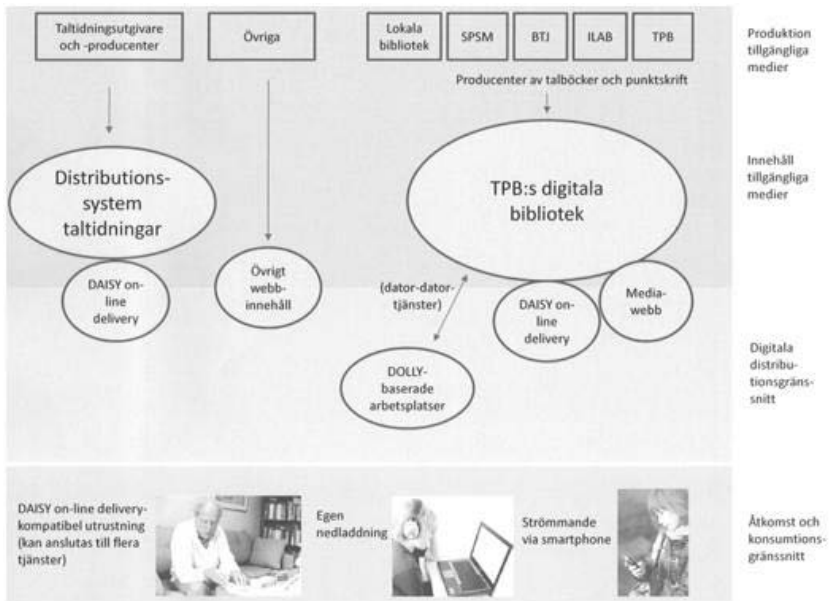 Taltidningsutgivare
och -producenter
Övriga
Lokala
bibliotek
SPSM
BTJ
ILAB
TPB
Produktion
tillgängliga
medier
Producenter av talböcker och punktskrift
Distributions-
system
taltidningar
TPB:s digitala
bibliotek
Innehåll
tillgängliga
medier
DAISY on-
line
delivery
Övrigt
webb-
innehåll
(dator-dator-
tjänster)
DAISY on-
line
delivery
Media-
webb
DOLLY-
baserade
arbetsplatser
Digitala
distribu-
tionsgräns-
snitt
DAISY on-line delivery-
kompatibel utrustning
(kan anslutas till flera
tjänster)
Egen
nedladdning
Strömmande
via smartphone
Åtkomst och
konsumtions-
gränssnitt